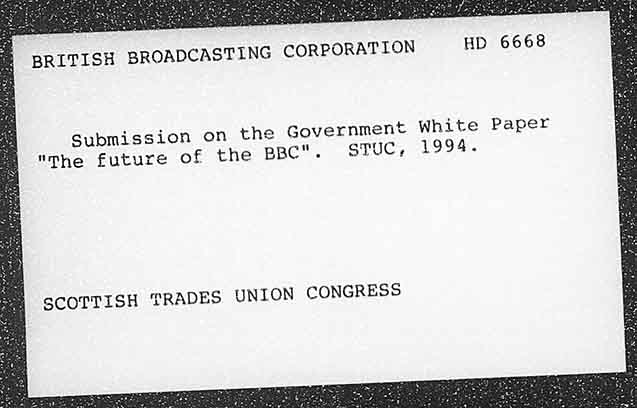 BRITISH BROADCASTING CORPORATION HD 6668
Submission on the Government White Paper
"The future of the BBC". STUC, 1994.
SCOTTISH TRADES UNION CONGRESS